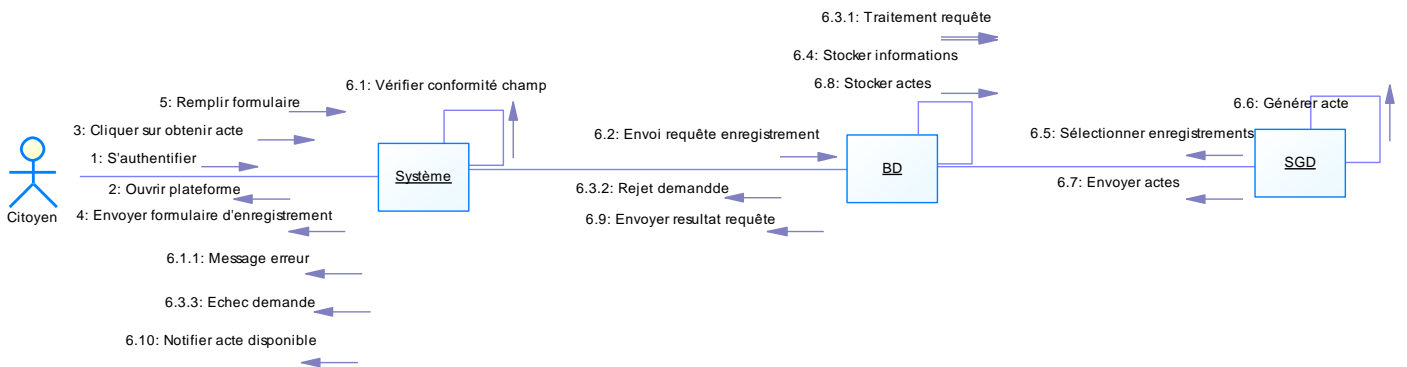 6.3.1: Traitement requête
6.4: Stocker informations
6.1: Vérifier conformité champ
6.8: Stocker actes
5: Remplir formulaire
6.6: Générer acte
3: Cliquer sur obtenir acte
6.2: Envoi requête enregistrement
6.5: Sélectionner enregistrements
1: S'authentifier
Système
BD
SGD
2: Ouvrir plateforme
6.3.2: Rejet demandde
6.7: Envoyer actes
Citoyen
4: Envoyer formulaire d'enregistrement
6.9: Envoyer resultat requête
6.1.1: Message erreur
6.3.3: Echec demande
6.10: Notifier acte disponible